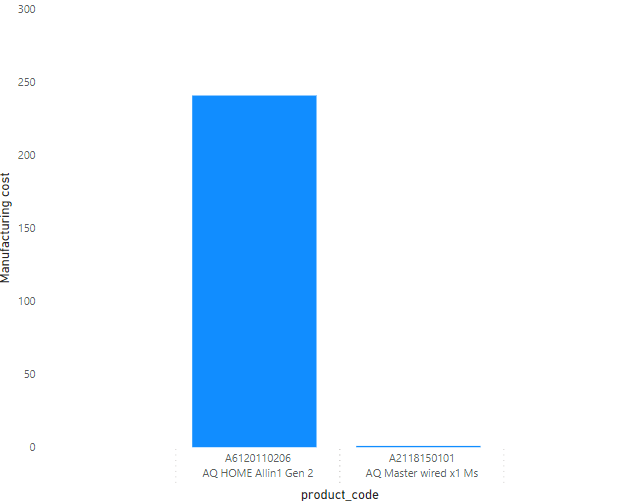 300
250
200
150
100
50
0
Manufacturing cost
A6120110206
AQ HOME Allin1 Gen 2
A2118150101
AQ Master wired x1 Ms
product_code